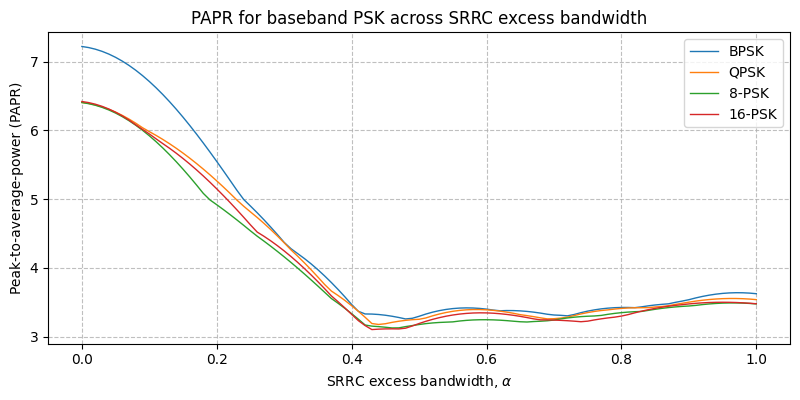 PAPR for baseband PSK across SRRC excess bandwidth
Peak-to-average-power (PAPR)
7
6
5
4
3
BPSK
QPSK
8-PSK
16-PSK
0.0 0.2 0.4 0.6 0.8 1.0
SRRC excess bandwidth, α